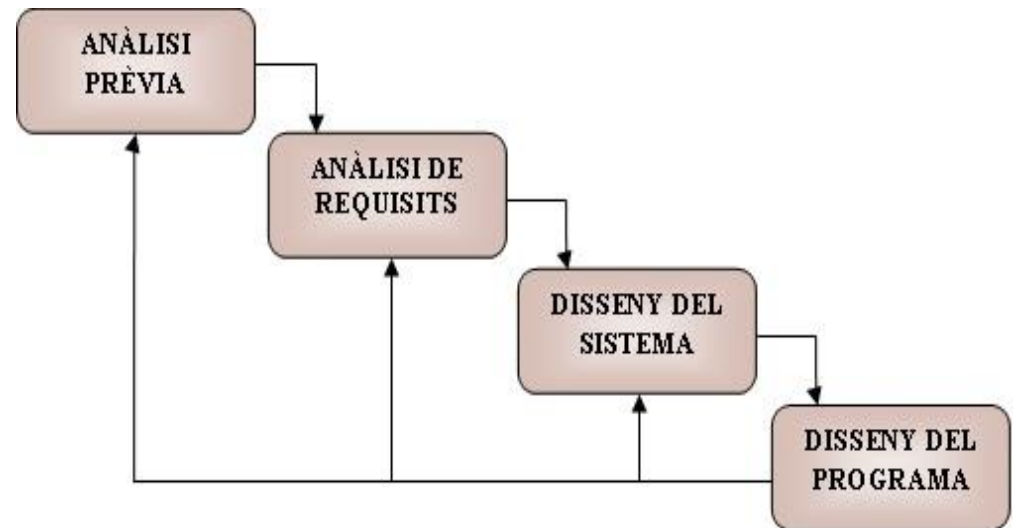 ANÀLISI
PRÈVIA
ANÀLISI DE
REQUISITS
DISSENY DEL
SISTEMA
DISSENY DEL
PROGRAMA